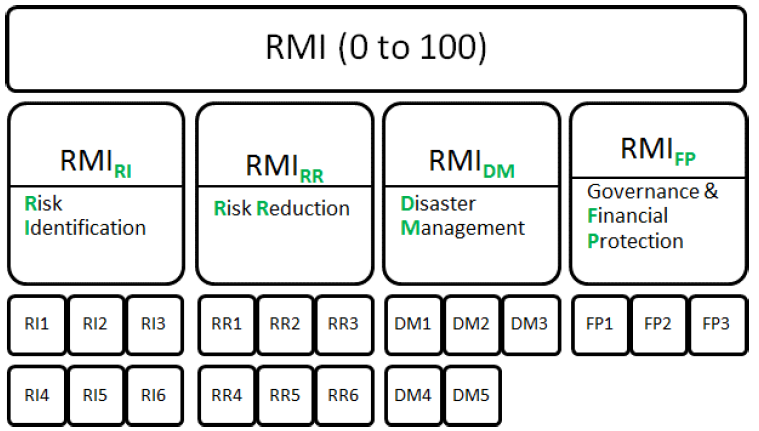 RMI (0 to 100)
RMIRI
Risk
Identification
RMIRR
Risk Reduction
RMIDM
Disaster
Management
RMIFP
Governance &
Financial
Protection
RI1 RI2 RI3
RR1 RR2 RR3
DM1 DM2 DM3
FP1 FP2 FP3
RI4 RI5 RI6
RR4 RR5 RR6
DM4 DM5